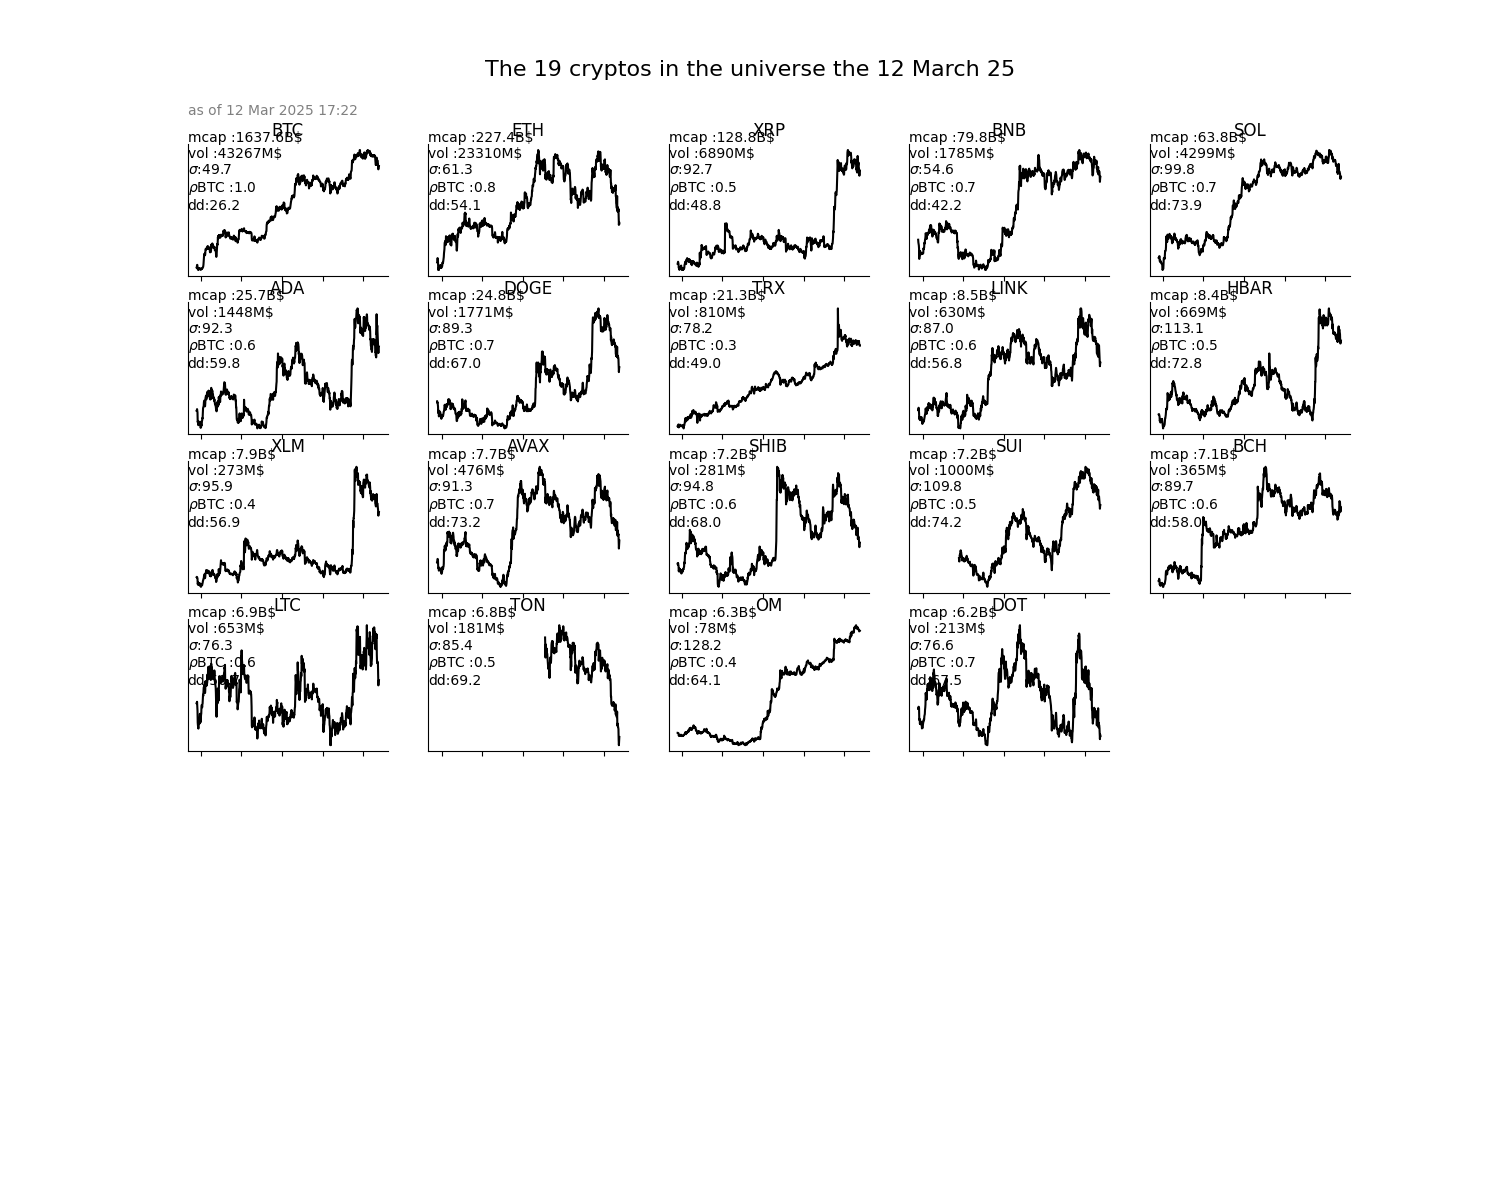 The 19 cryptos in the universe the 12 March 25
as of 12 Mar 2025 17:22
BTC
mcap :1637.6B$
vol :43267M$
σ:49.7
ρBTC :1.0
dd:26.2
ETH
mcap :227.4B$
vol :23310M$
σ:61.3
ρBTC :0.8
dd:54.1
XRP
mcap :128.8B$
vol :6890M$
σ:92.7
ρBTC :0.5
dd:48.8
BNB
mcap :79.8B$
vol :1785M$
σ:54.6
ρBTC :0.7
dd:42.2
SOL
mcap :63.8B$
vol :4299M$
σ:99.8
ρBTC :0.7
dd:73.9
ADA
mcap :25.7B$
vol :1448M$
σ:92.3
ρBTC :0.6
dd:59.8
DOGE
mcap :24.8B$
vol :1771M$
σ:89.3
ρBTC :0.7
dd:67.0
TRX
mcap :21.3B$
vol :810M$
σ:78.2
ρBTC :0.3
dd:49.0
LINK
mcap :8.5B$
vol :630M$
σ:87.0
ρBTC :0.6
dd:56.8
HBAR
mcap :8.4B$
vol :669M$
σ:113.1
ρBTC :0.5
dd:72.8
XLM
mcap :7.9B$
vol :273M$
σ:95.9
ρBTC :0.4
dd:56.9
AVAX
mcap :7.7B$
vol :476M$
σ:91.3
ρBTC :0.7
dd:73.2
SHIB
mcap :7.2B$
vol :281M$
σ:94.8
ρBTC :0.6
dd:68.0
SUI
mcap :7.2B$
vol :1000M$
σ:109.8
ρBTC :0.5
dd:74.2
BCH
mcap :7.1B$
vol :365M$
σ:89.7
ρBTC :0.6
dd:58.0
LTC
mcap :6.9B$
vol :653M$
σ:76.3
ρBTC :0.6
TON
mcap :6.8B$
vol :181M$
σ:85.4
ρBTC :0.5
dd:69.2
OM
mcap :6.3B$
vol :78M$
σ:128.2
ρBTC :0.4
dd:64.1
DOT
mcap :6.2B$
vol :213M$
σ:76.6
ρBTC :0.7
dd:67.5